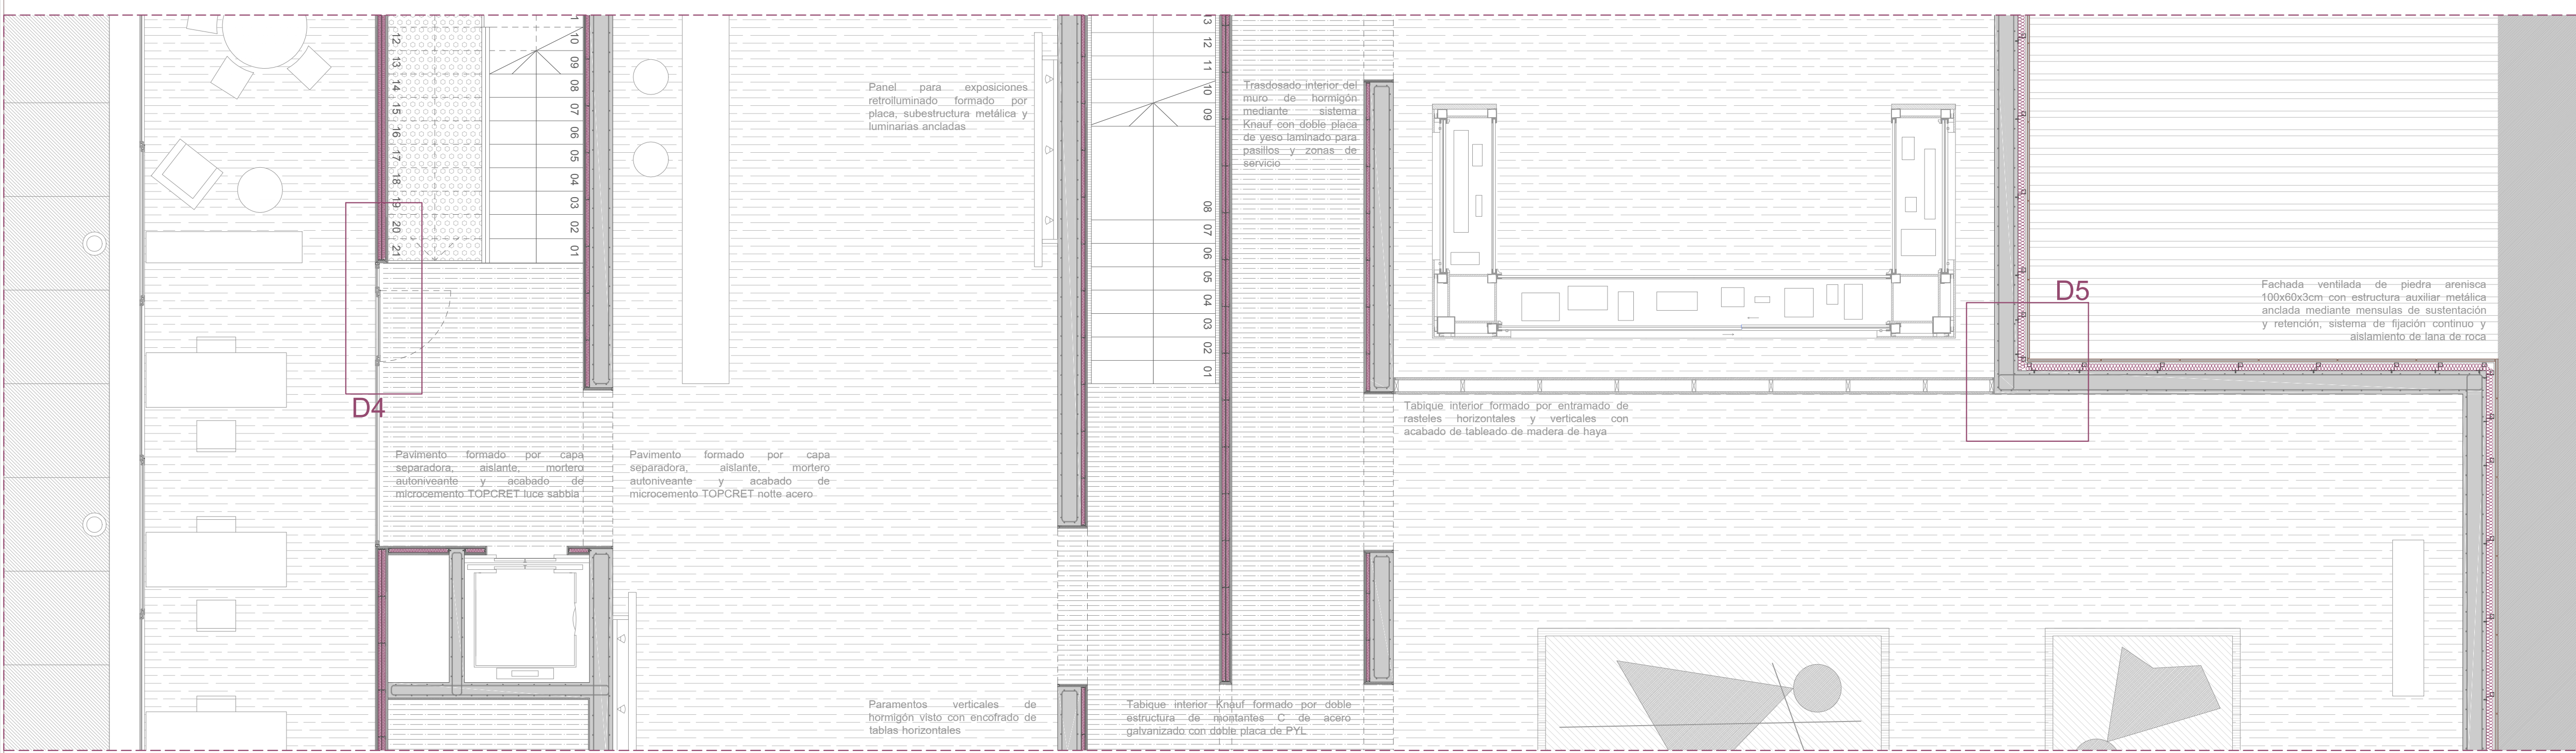 12
13
14
15
16
17
18
19
20
21
10
09
08
07
06
05
04
03
02
01
D4
Pavimento formado por capa
separadora, aislante, mortero
autoniveante y acabado de
microcemento TOPCRET luce sabbia
Pavimento formado por capa
separadora, aislante, mortero
autoniveante y acabado de
microcemento TOPCRET notte acero
Panel para exposiciones
retroiluminado formado por
placa, subestructura metálica y
luminarias ancladas
Paramentos verticales de
hormigón visto con encofrado de
tablas horizontales
12
11
10
09
08
07
06
05
04
03
02
01
Trasdosado interior del
muro de hormigón
mediante sistema
Knauf con doble placa
de yeso laminado para
pasillos y zonas de
servicio
Tabique interior Knauf formado por doble
estructura de montantes C de acero
galvanizado con doble placa de PYL
Tabique interior formado por entramado de
rasteles horizontales y verticales con
acabado de tableado de madera de haya
D5
Fachada ventilada de piedra arenisca
100x60x3cm con estructura auxiliar metálica
anclada mediante mensulas de sustentación
y retención, sistema de fijación continuo y
aislamiento de lana de roca